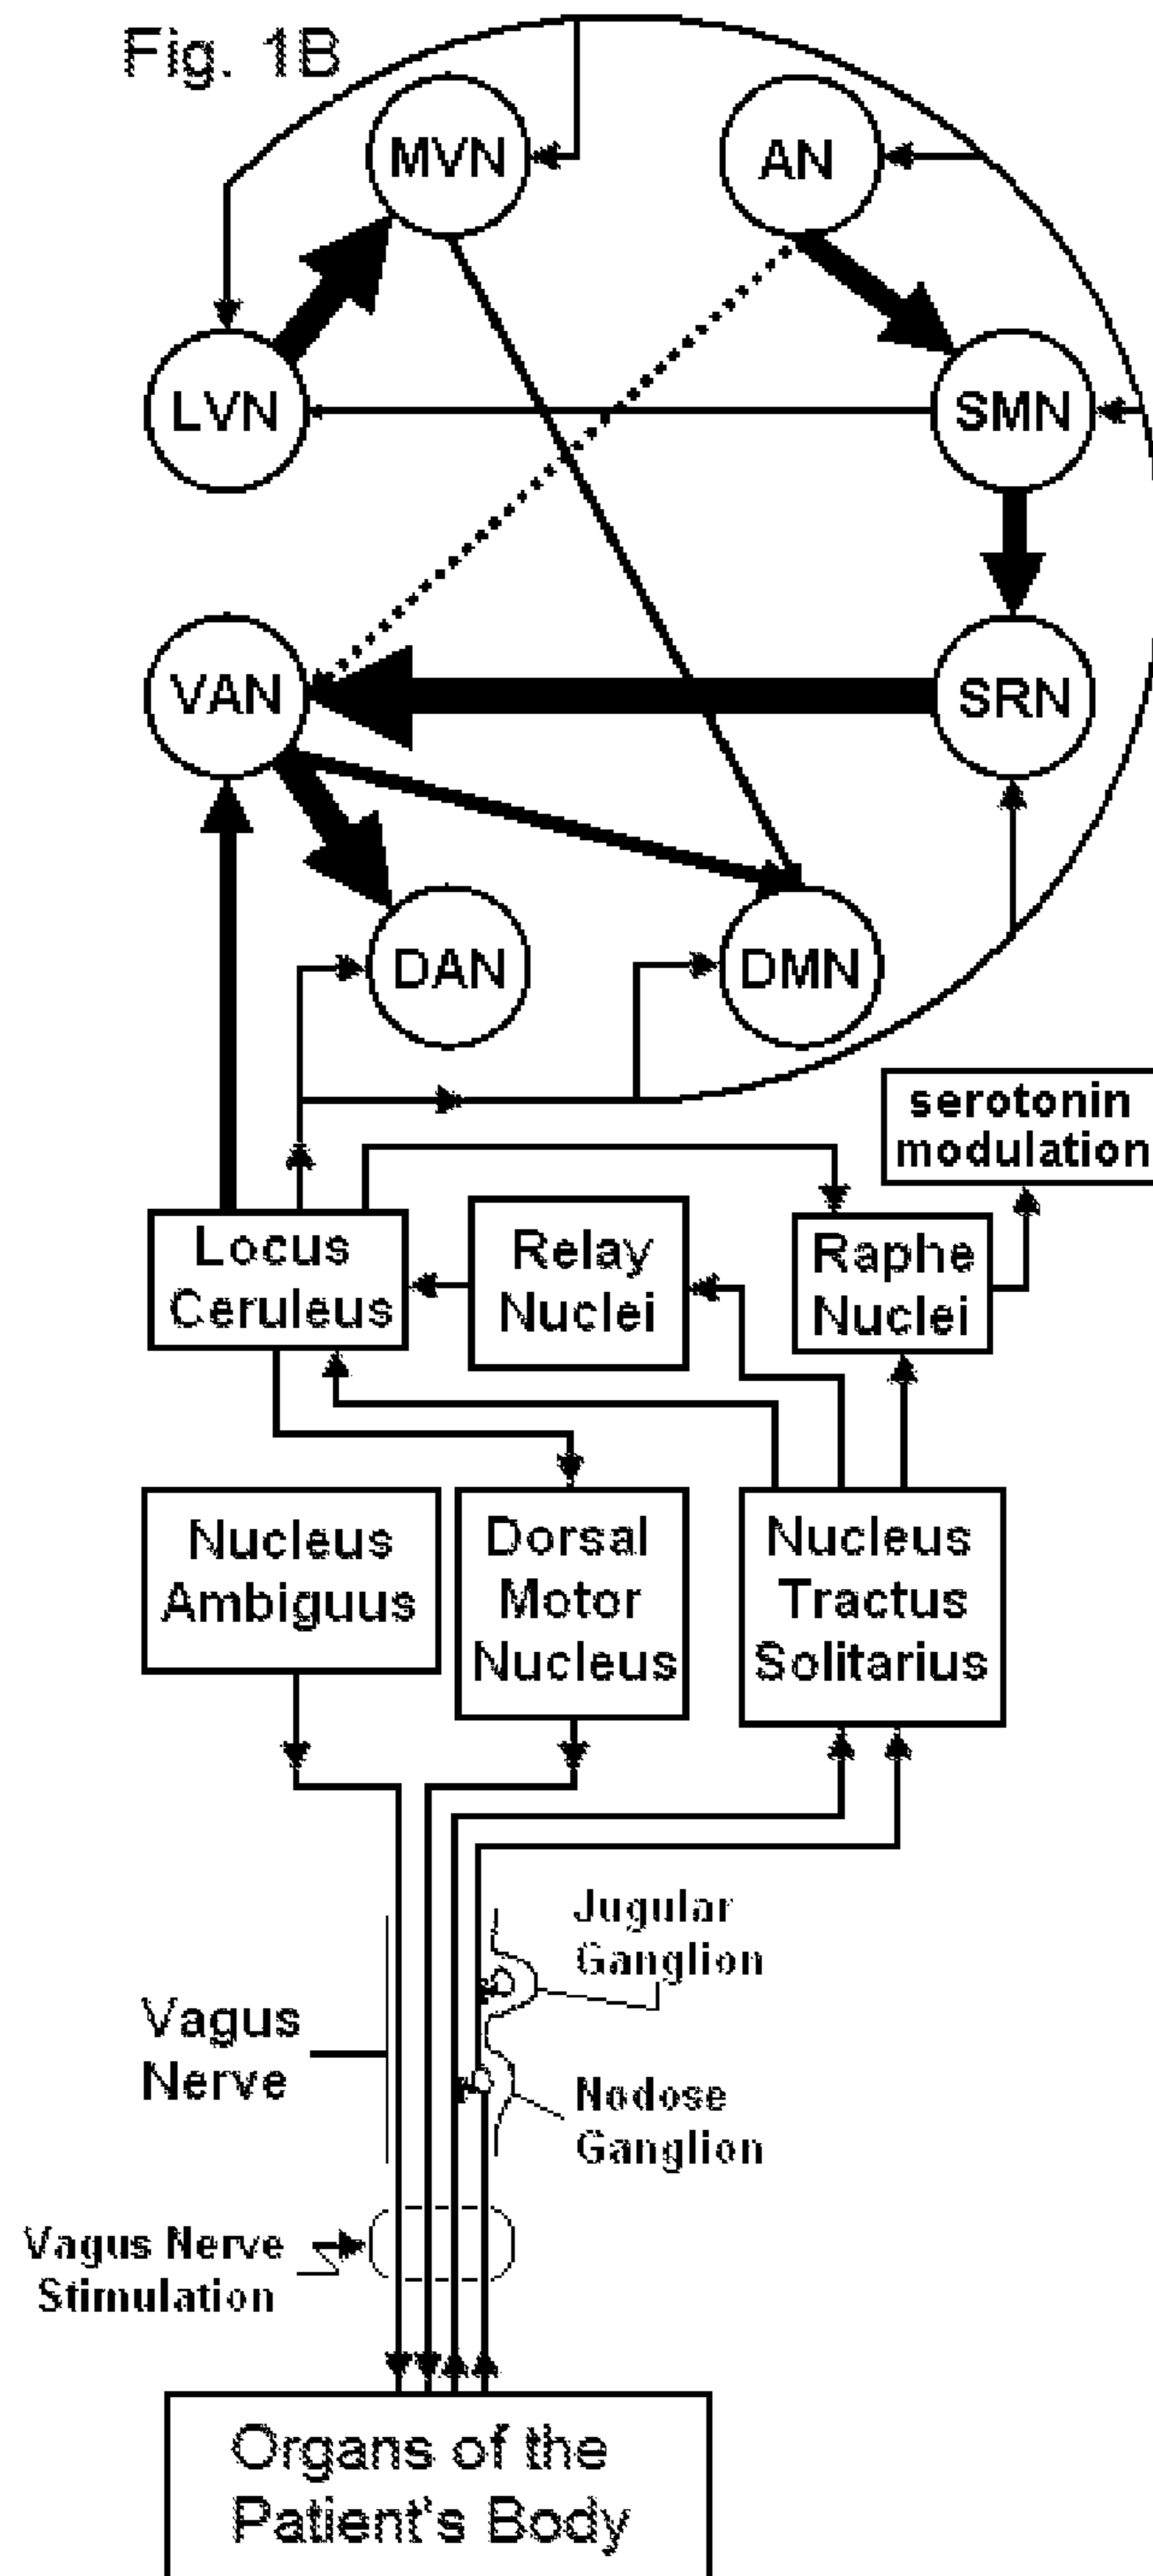 Fig. 1B
MVN
AN
LVN
SMN
VAN
SRN
DAN
DMN
serotonin
modulation
Locus
Ceruleus
Relay
Nuclei
Raphe
Nuclei
Nucleus
Ambiguus
Dorsal
Motor
Nucleus
Nucleus
Tractus
Solitarius
Jugular
Ganglion
Vagus
Nerve
Nodose
Ganglion
Vagus Nerve
Stimulation
Organs of the
Patient's Body